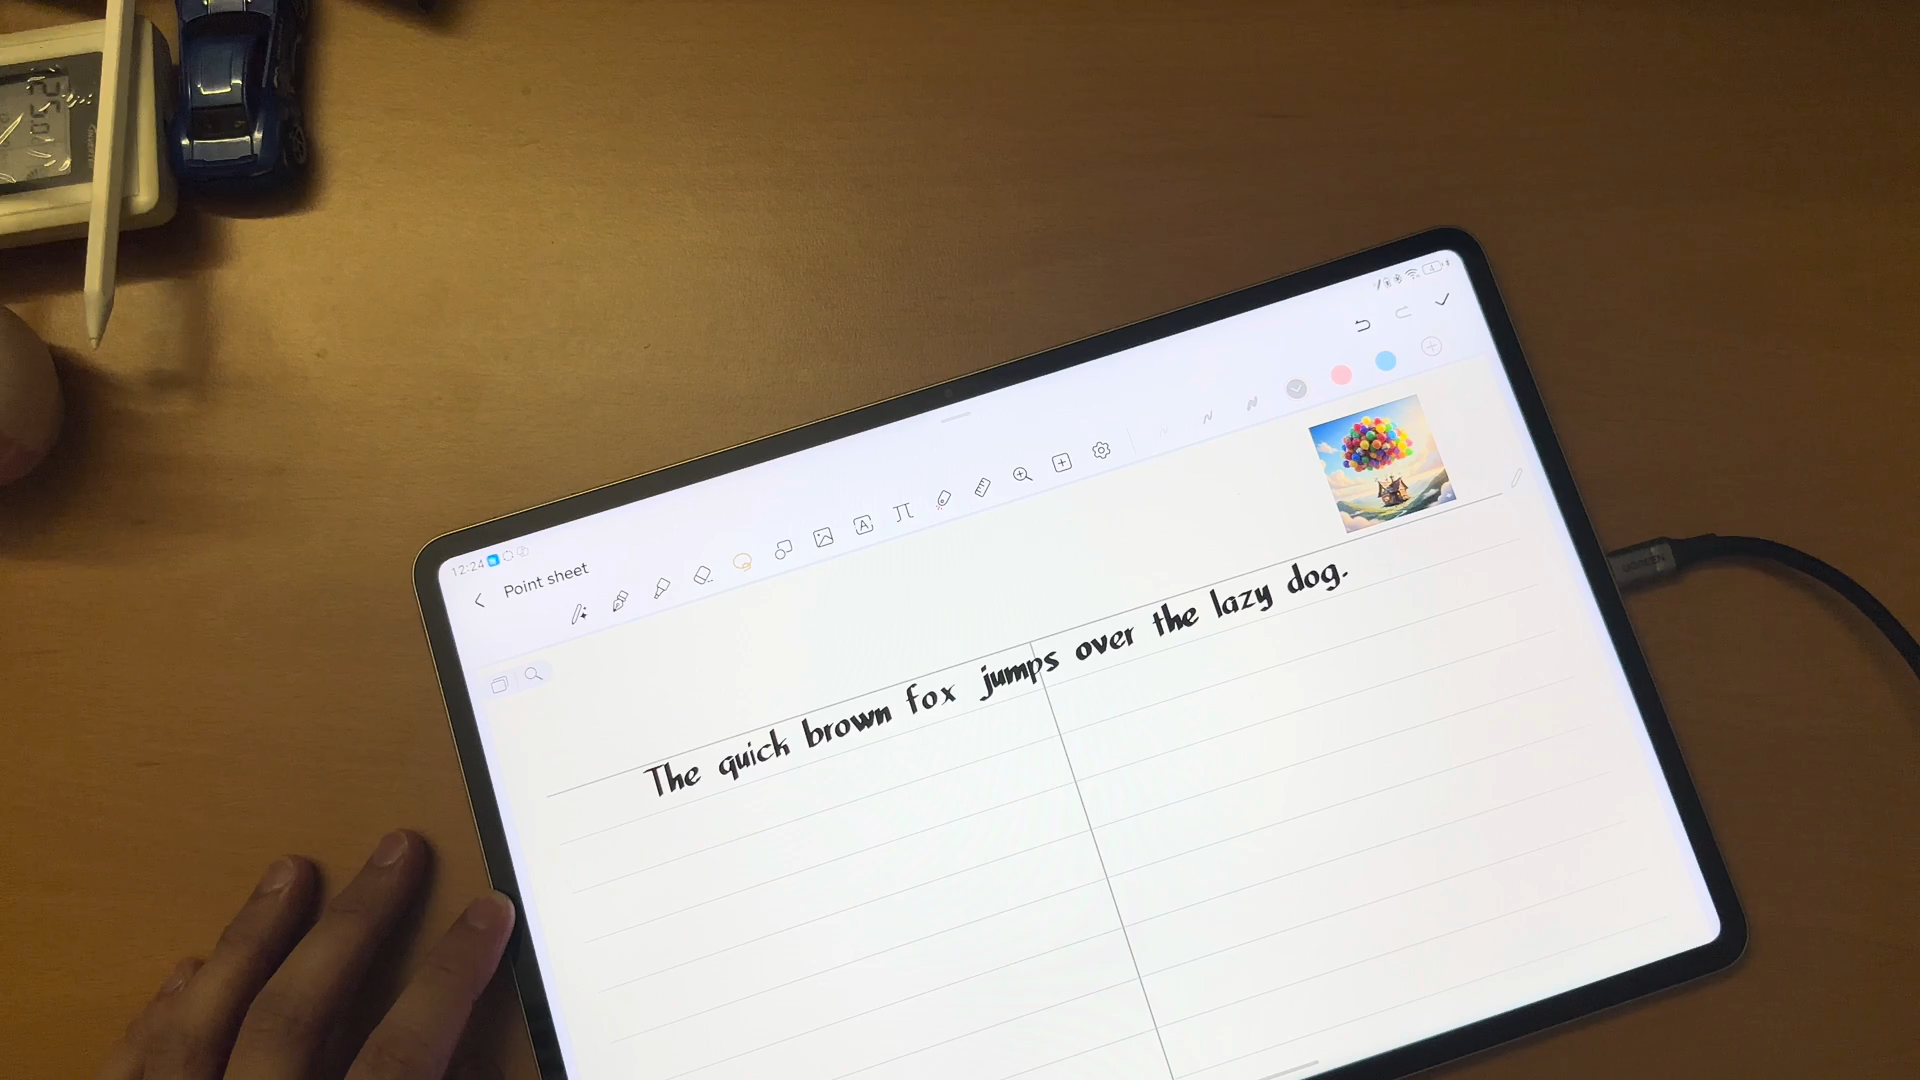 12:24
Point sheet
The quick brown fox jumps over the lazy dog.